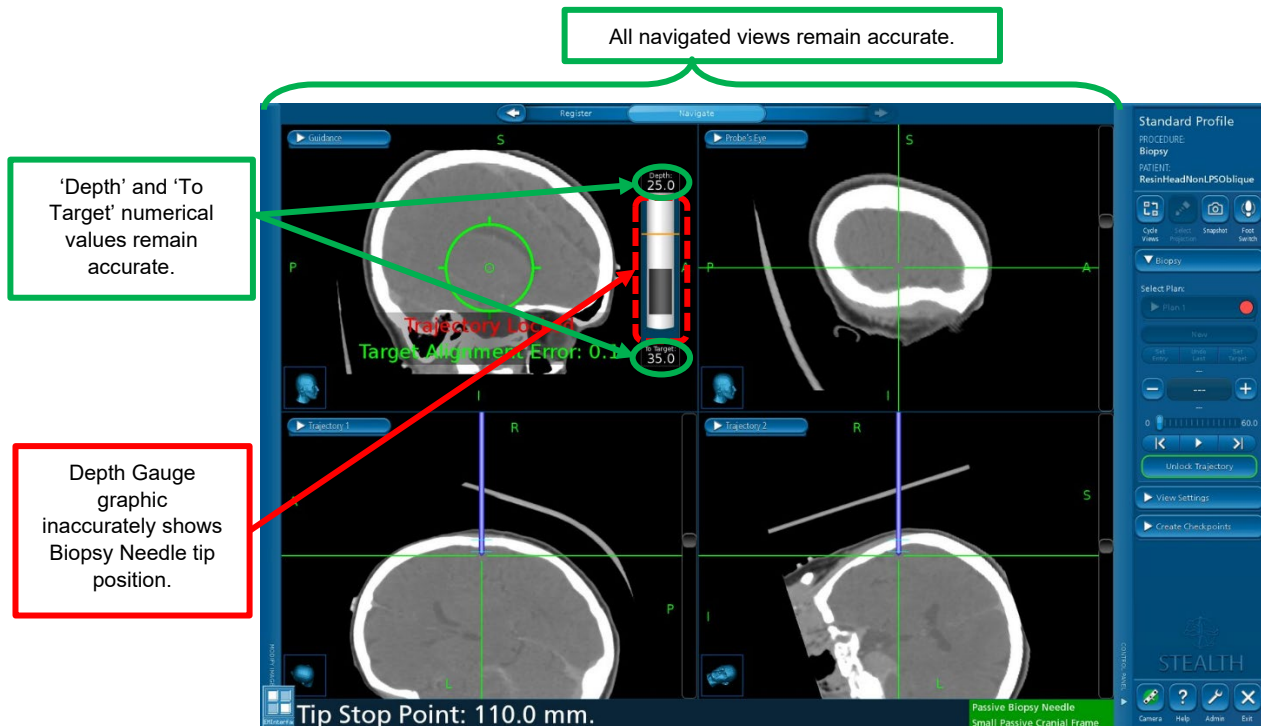 All navigated views remain accurate.
Register
Navigate
Standard Profile
PROCEDURE:
Biopsy
PATIENT:
ResinHeadNonLPSOblique
Cycle
Views
Select
Projection
Snapshot
Foot
Switch
Biopsy
Select Plan:
Plan 1
New
Set
Entry
Undo
Last
Set
Target
---
0
60.0
Unlock Trajectory
View Settings
Create Checkpoints
STEALTH
Camera
Help
Admin
Exit
CONTROL PANEL
Guidance
S
P
A
I
Depth:
25.0
To Target:
35.0
Trajectory Locked
Target Alignment Error: 0.1
Probe's Eye
S
P
A
I
Trajectory 1
R
A
P
L
Trajectory 2
R
S
I
L
‘Depth’ and ‘To
Target’ numerical
values remain
accurate.
Depth Gauge
graphic
inaccurately shows
Biopsy Needle tip
position.
Tip Stop Point: 110.0 mm.
Passive Biopsy Needle
Small Passive Cranial Frame